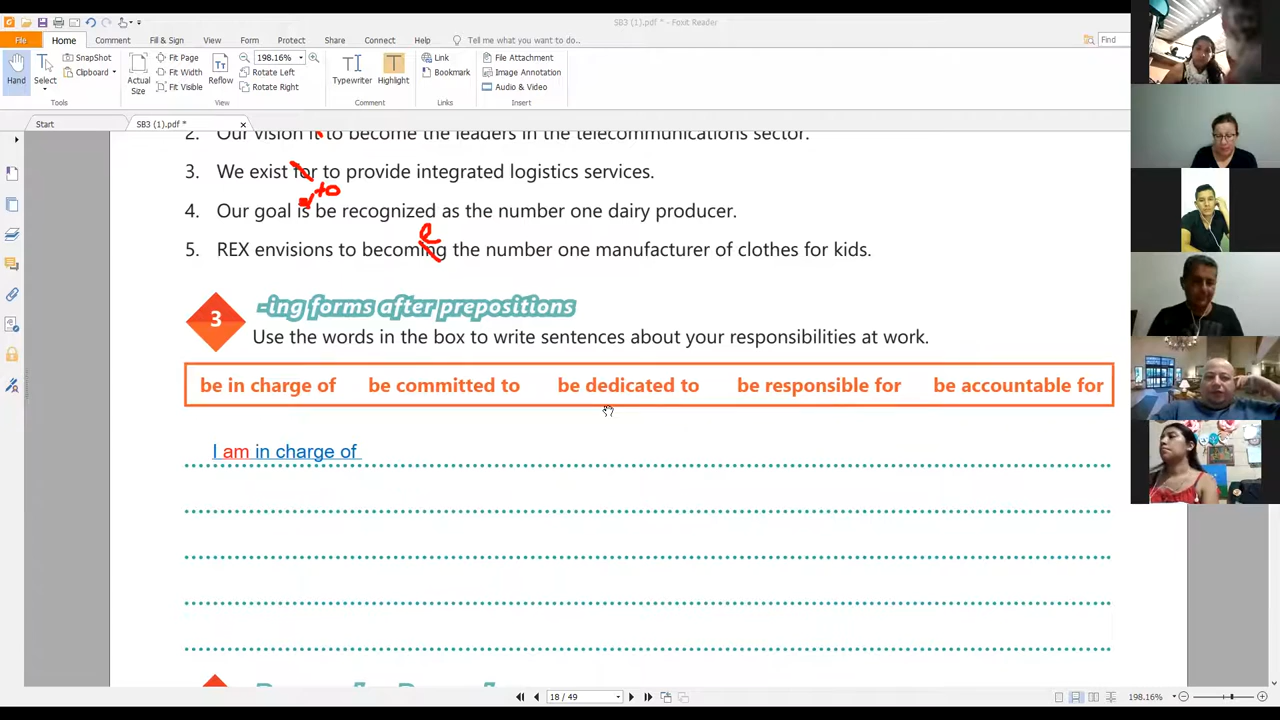 SB3 (1).pdf * - Foxit Reader
File Home Comment Fill & Sign View Form Protect Share Connect Help Tell me what you want to do.. Find
Hand
Select
SnapShot
Clipboard
Tools
Actual Size
Fit Page
Fit Width
Fit Visible
Reflow
198.16%
Rotate Left
Rotate Right
View
Typewriter
Highlight
Comment
Link
Bookmark
Links
File Attachment
Image Annotation
Audio & Video
Insert
Start SB3 (1).pdf *
2. Our vision it to become the leaders in the telecommunications sector.
3. We exist for to provide integrated logistics services.
to
4. Our goal is be recognized as the number one dairy producer.
e
5. REX envisions to becoming the number one manufacturer of clothes for kids.
3 -ing forms after prepositions
Use the words in the box to write sentences about your responsibilities at work.
be in charge of be committed to be dedicated to be responsible for be accountable for
I am in charge of
18 / 49
198.16%